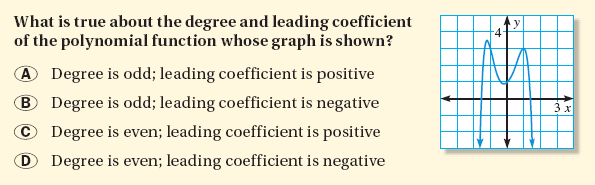 What is true about the degree and leading coefficient
of the polynomial function whose graph is shown?
A Degree is odd; leading coefficient is positive
B Degree is odd; leading coefficient is negative
C Degree is even; leading coefficient is positive
D Degree is even; leading coefficient is negative
y
4
3 x